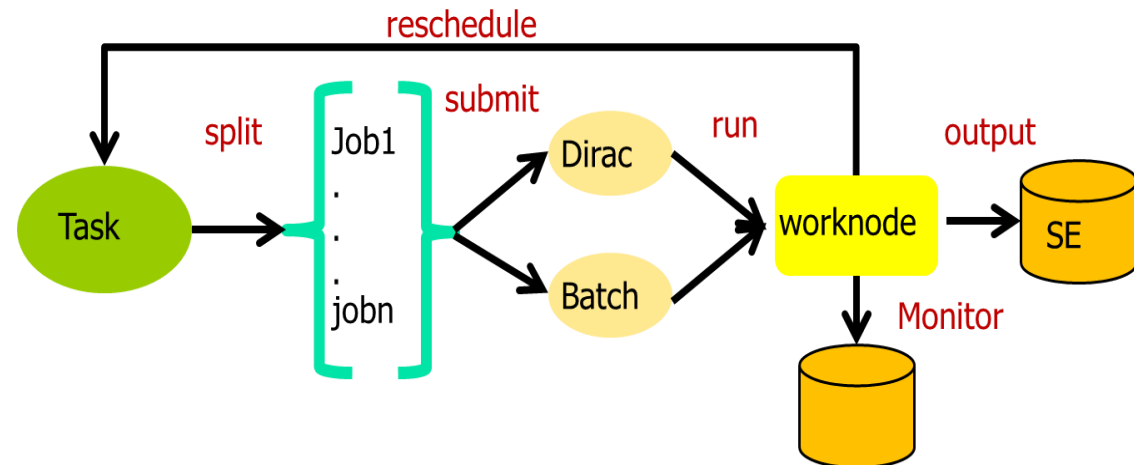 reschedule
split
submit
run
output
Task
Job1
.
.
.
jobn
Dirac
Batch
worknode
SE
Monitor